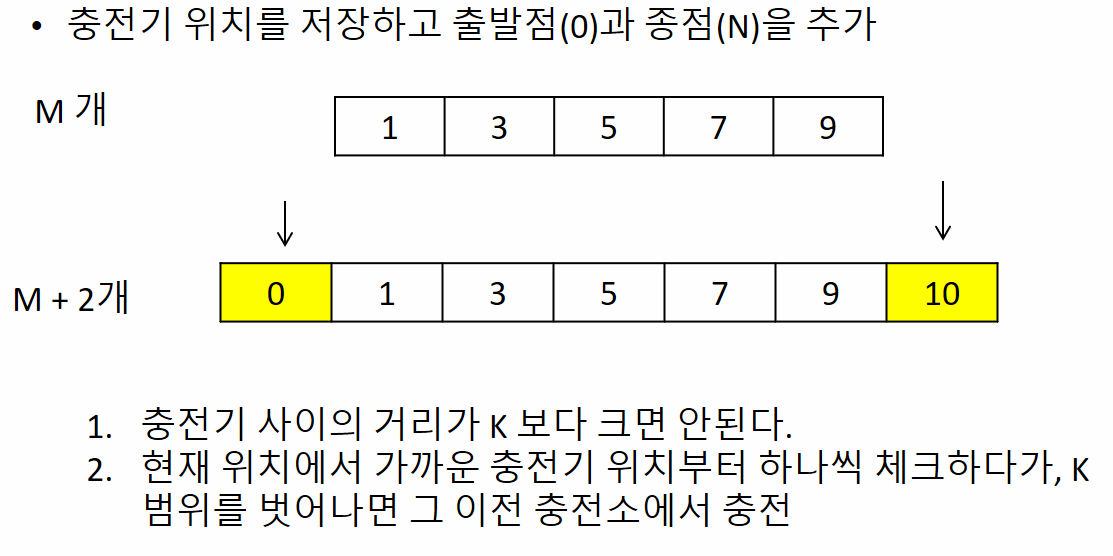 • 충전기 위치를 저장하고 출발점(0)과 종점(N)을 추가
M 개
1 3 5 7 9
M + 2개
0 1 3 5 7 9 10
1. 충전기 사이의 거리가 K 보다 크면 안된다.
2. 현재 위치에서 가까운 충전기 위치부터 하나씩 체크하다가, K
범위를 벗어나면 그 이전 충전소에서 충전